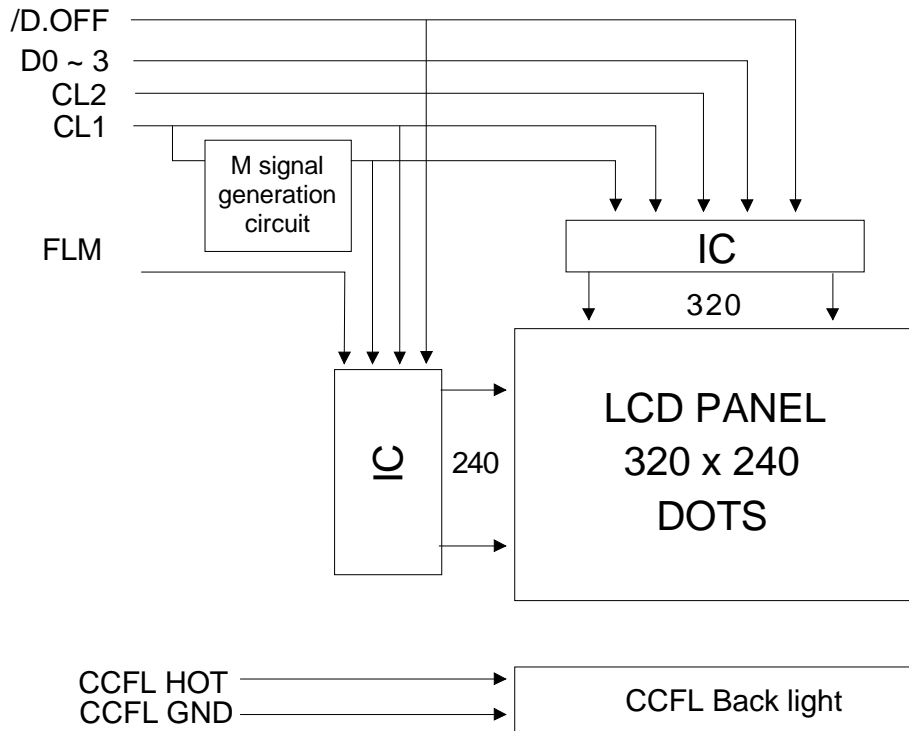 /D.OFF
D0 ~ 3
CL2
CL1
M signal
generation
circuit
FLM
IC
320
IC
240
LCD PANEL
320 x 240
DOTS
CCFL HOT
CCFL GND
CCFL Back light